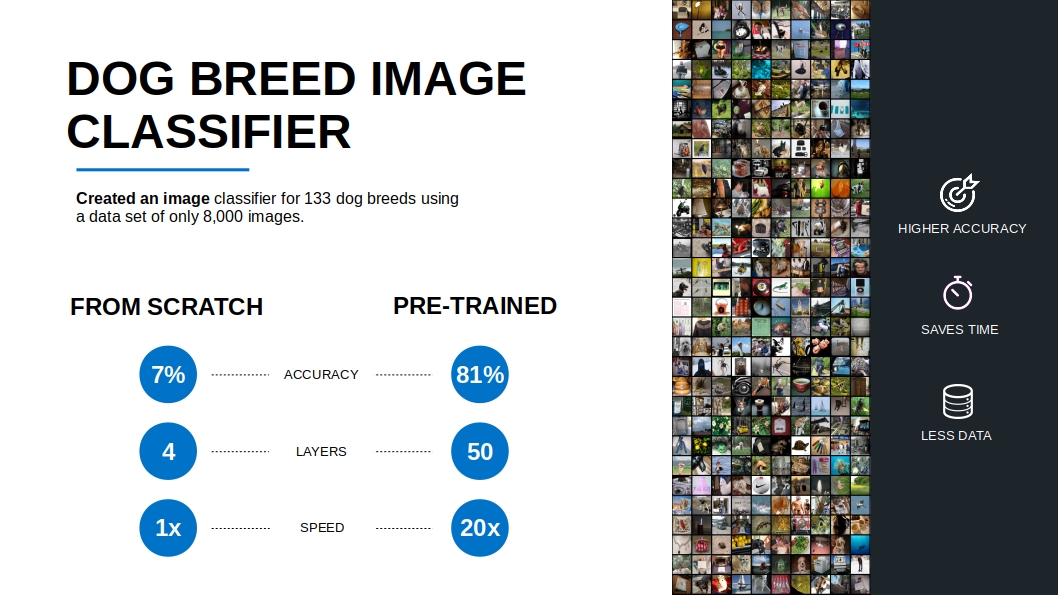 DOG BREED IMAGE
CLASSIFIER
Created an image classifier for 133 dog breeds using
a data set of only 8,000 images.
FROM SCRATCH
PRE-TRAINED
7%
ACCURACY
81%
4
LAYERS
50
1x
SPEED
20x
HIGHER ACCURACY
SAVES TIME
LESS DATA